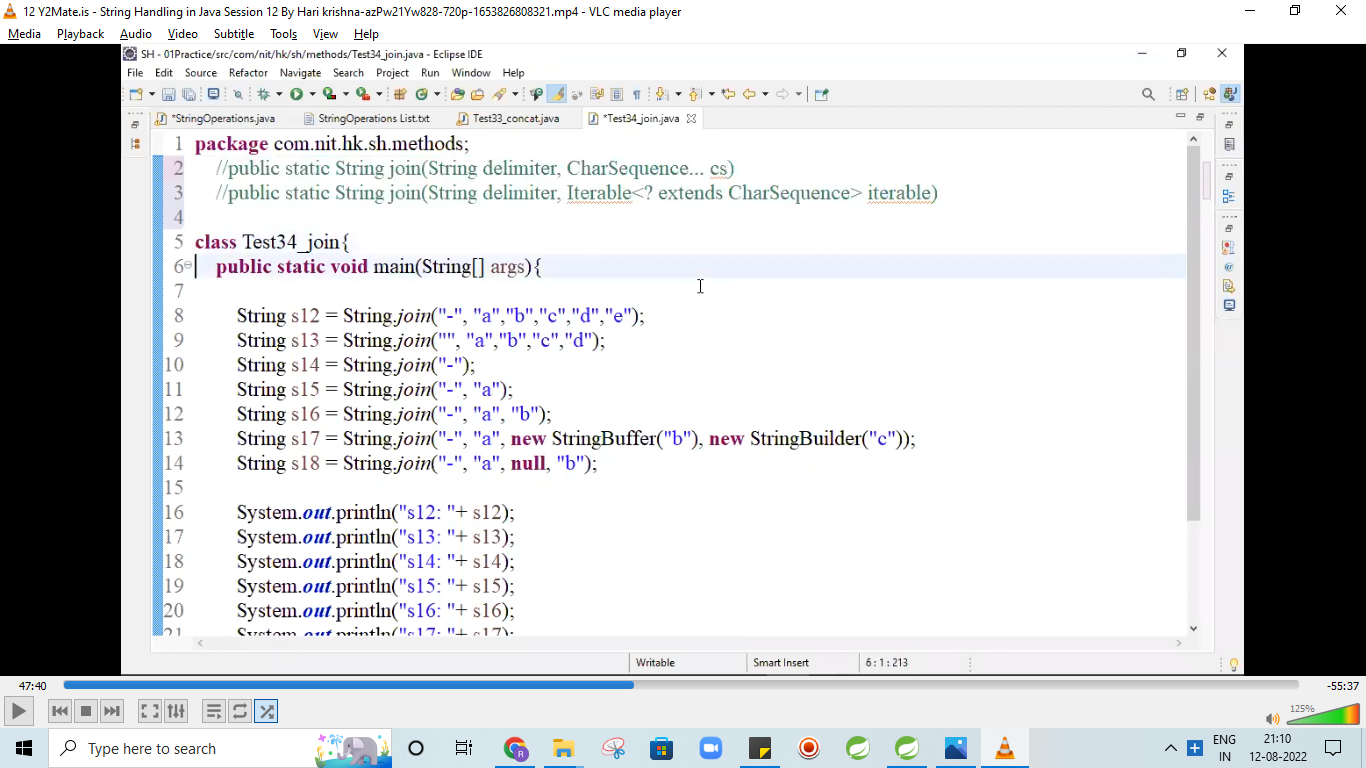 12 Y2Mate.is - String Handling in Java Session 12 By Hari krishna-azPw21Yw828-720p-1653826808321.mp4 - VLC media player
Media Playback Audio Video Subtitle Tools View Help
SH - 01Practice/src/com/nit/hk/sh/methods/Test34_join.java - Eclipse IDE
File Edit Source Refactor Navigate Search Project Run Window Help
*StringOperations.java StringOperations List.txt Test33_concat.java *Test34_join.java
1 package com.nit.hk.sh.methods;
2 //public static String join(String delimiter, CharSequence... cs)
3 //public static String join(String delimiter, Iterable<? extends CharSequence> iterable)
4
5 class Test34_join{
6 public static void main(String[] args){
7
8 String s12 = String.join("-", "a","b","c","d","e");
9 String s13 = String.join("", "a","b","c","d");
10 String s14 = String.join("-");
11 String s15 = String.join("-", "a");
12 String s16 = String.join("-", "a", "b");
13 String s17 = String.join("-", "a", new StringBuffer("b"), new StringBuilder("c"));
14 String s18 = String.join("-", "a", null, "b");
15
16 System.out.println("s12: "+ s12);
17 System.out.println("s13: "+ s13);
18 System.out.println("s14: "+ s14);
19 System.out.println("s15: "+ s15);
20 System.out.println("s16: "+ s16);
21 System.out.println("s17: "+ s17);
Writable Smart Insert 6 : 1 : 213
47:40 -55:37
125%
Type here to search
ENG 21:10
IN 12-08-2022